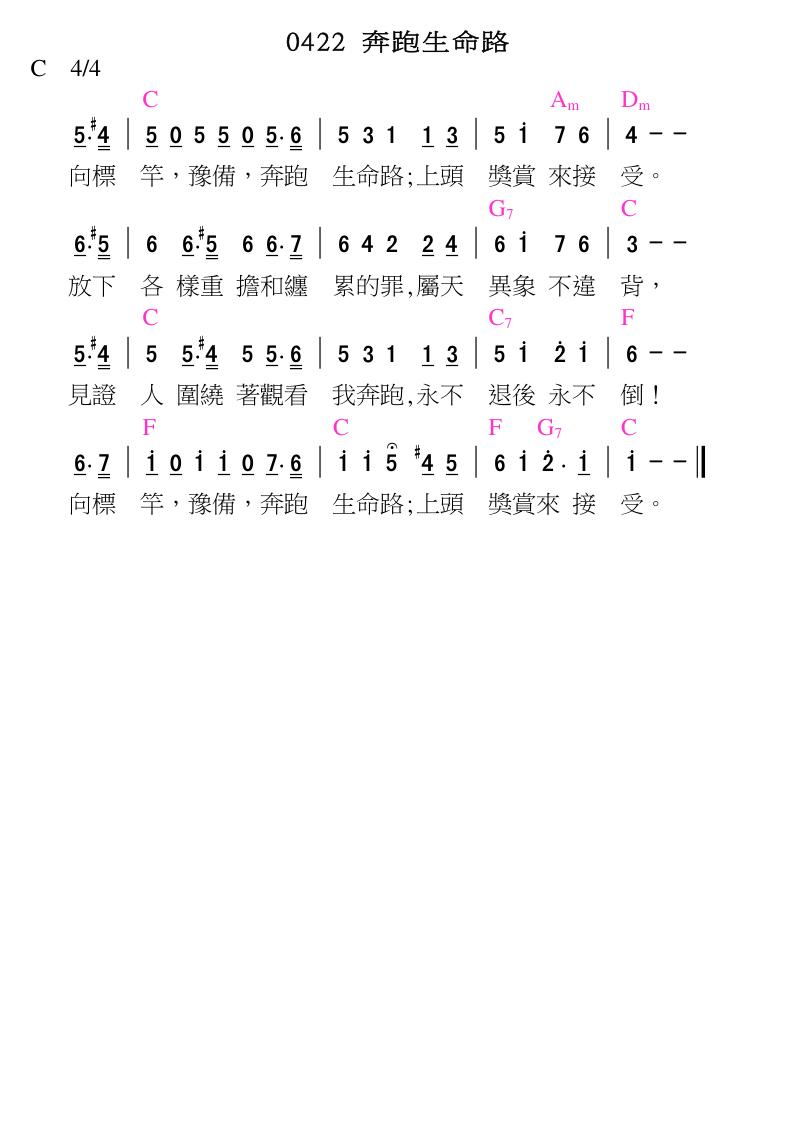 0422 奔跑生命路
C 4/4
C Am Dm
5. #4 | 5 0 5 5 0 5. 6 | 5 3 1 1 3 | 5 i 7 6 | 4 – –
向標 竿，豫備，奔跑 生命路；上頭 獎賞 來接 受。
G7 C
6. #5 | 6 6. #5 6 6. 7 | 6 4 2 2 4 | 6 i 7 6 | 3 – –
放下 各 樣重 擔和纏 累的罪，屬天 異象 不違 背，
C C7 F
5. #4 | 5 5. #4 5 5. 6 | 5 3 1 1 3 | 5 i 2̇ i | 6 – –
見證 人 圍繞 著觀看 我奔跑，永不 退後 永不 倒！
F C F G7 C
6. 7 | i 0 i i 0 7. 6 | i i 5 #4 5 | 6 i 2̇. i | i – – ‖
向標 竿，豫備，奔跑 生命路；上頭 獎賞來 接 受。